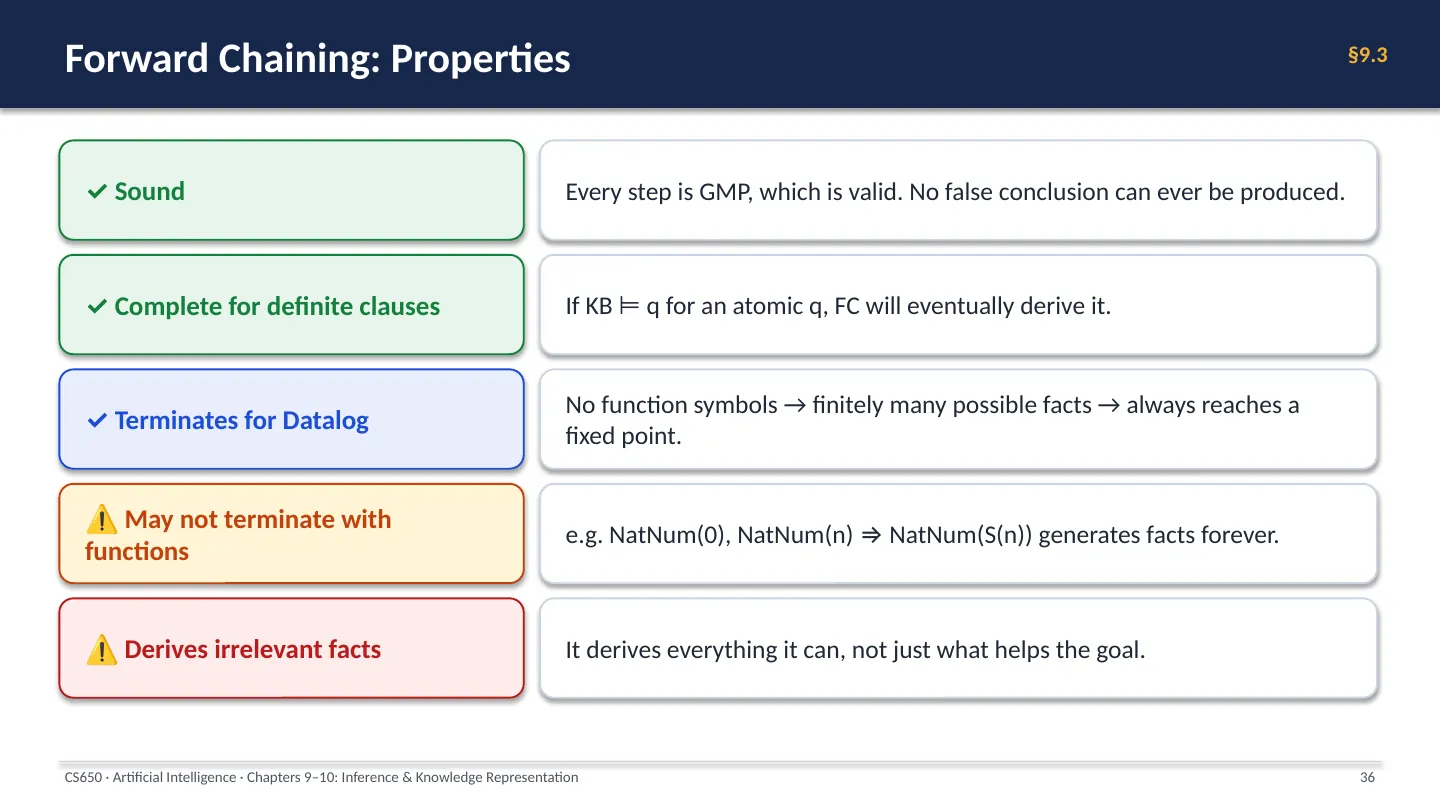 Forward Chaining: Properties
§9.3
✓ Sound
Every step is GMP, which is valid. No false conclusion can ever be produced.
✓ Complete for definite clauses
If KB ⊨ q for an atomic q, FC will eventually derive it.
✓ Terminates for Datalog
No function symbols → finitely many possible facts → always reaches a
fixed point.
⚠️ May not terminate with
functions
e.g. NatNum(0), NatNum(n) ⇒ NatNum(S(n)) generates facts forever.
⚠️ Derives irrelevant facts
It derives everything it can, not just what helps the goal.
CS650 · Artificial Intelligence · Chapters 9–10: Inference & Knowledge Representation
36